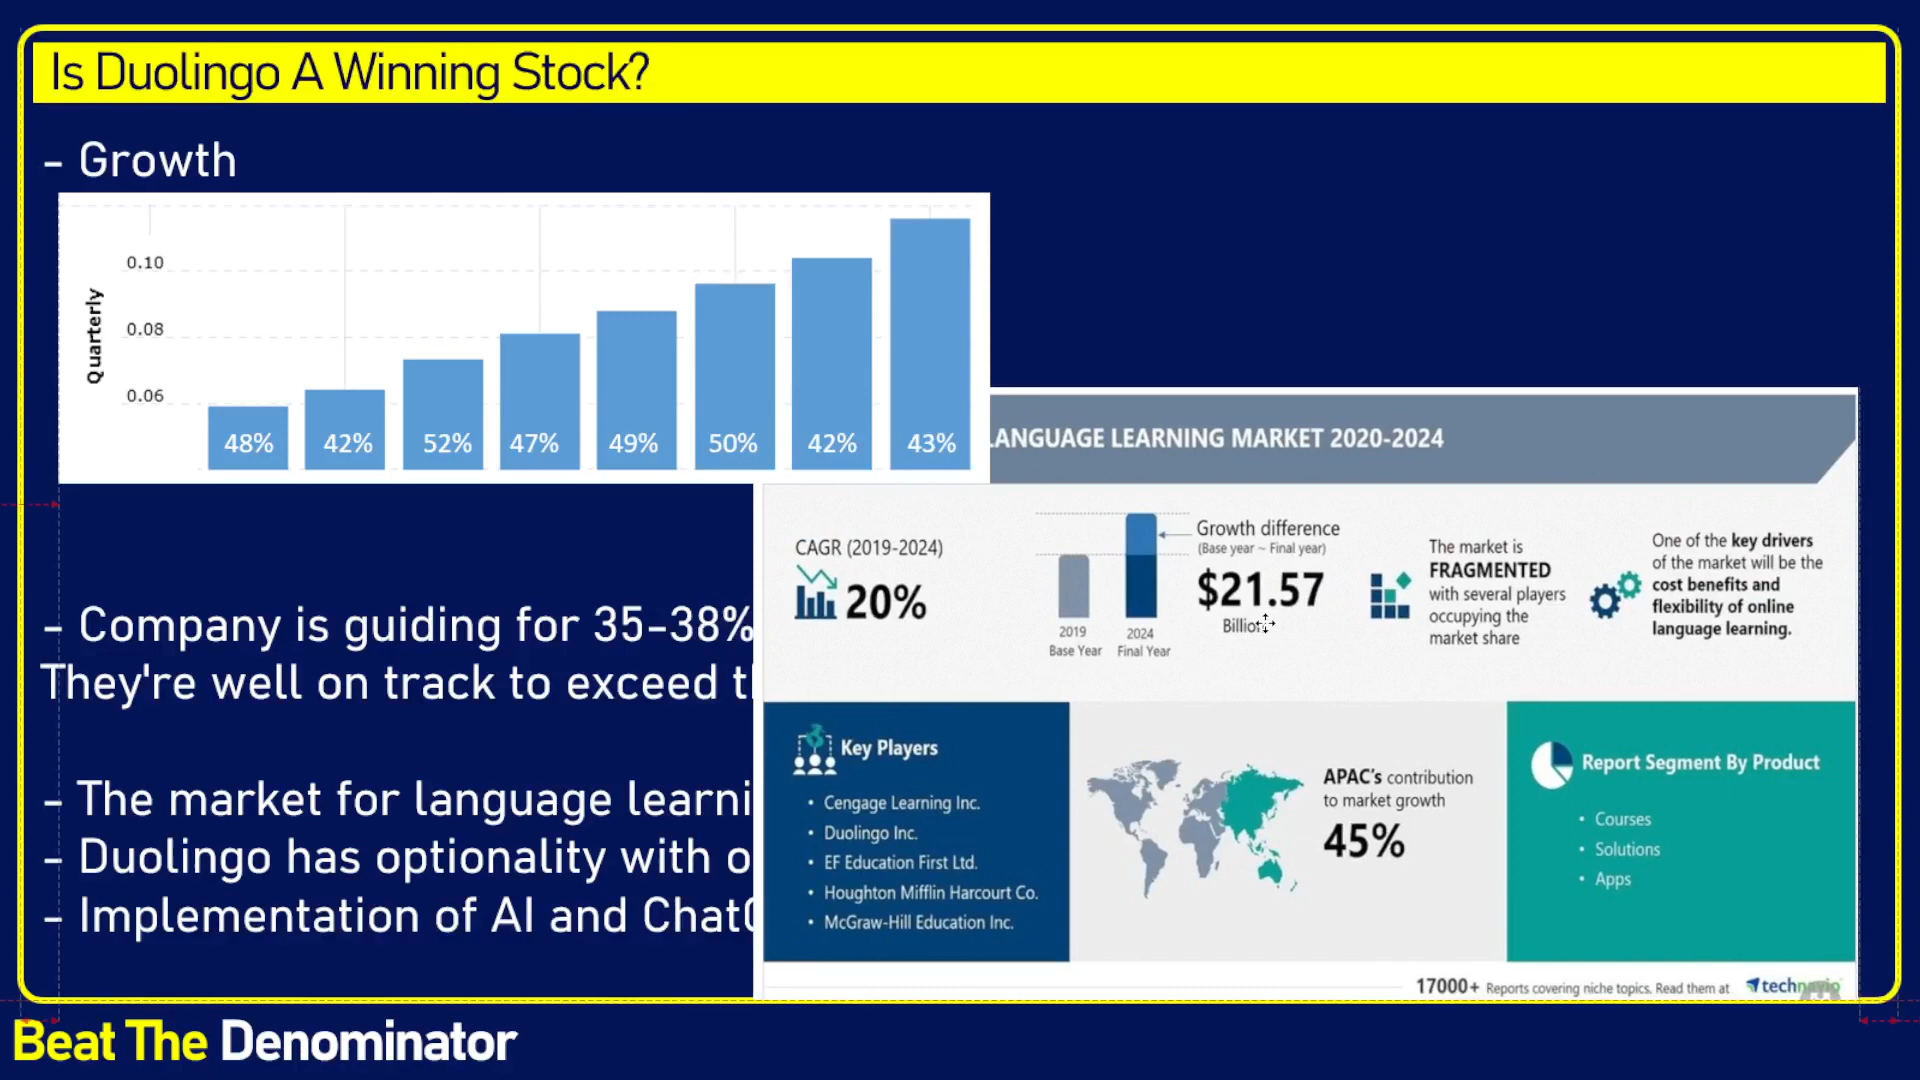 Is Duolingo A Winning Stock?
- Growth
Quarterly
0.10
0.08
0.06
48% 42% 52% 47% 49% 50% 42% 43%
LANGUAGE LEARNING MARKET 2020-2024
CAGR (2019-2024)
20%
2019
Base Year
2024
Final Year
Growth difference
(Base year ~ Final year)
$21.57
Billion
The market is
FRAGMENTED
with several players
occupying the
market share
One of the key drivers
of the market will be the
cost benefits and
flexibility of online
language learning.
- Company is guiding for 35-38%
They're well on track to exceed
- The market for language
- Duolingo has optionality with
- Implementation of AI and
Key Players
• Cengage Learning Inc.
• Duolingo Inc.
• EF Education First Ltd.
• Houghton Mifflin Harcourt Co.
• McGraw-Hill Education Inc.
APAC's contribution
to market growth
45%
Report Segment By Product
• Courses
• Solutions
• Apps
17000+ Reports covering niche topics. Read them at technavio
Beat The Denominator